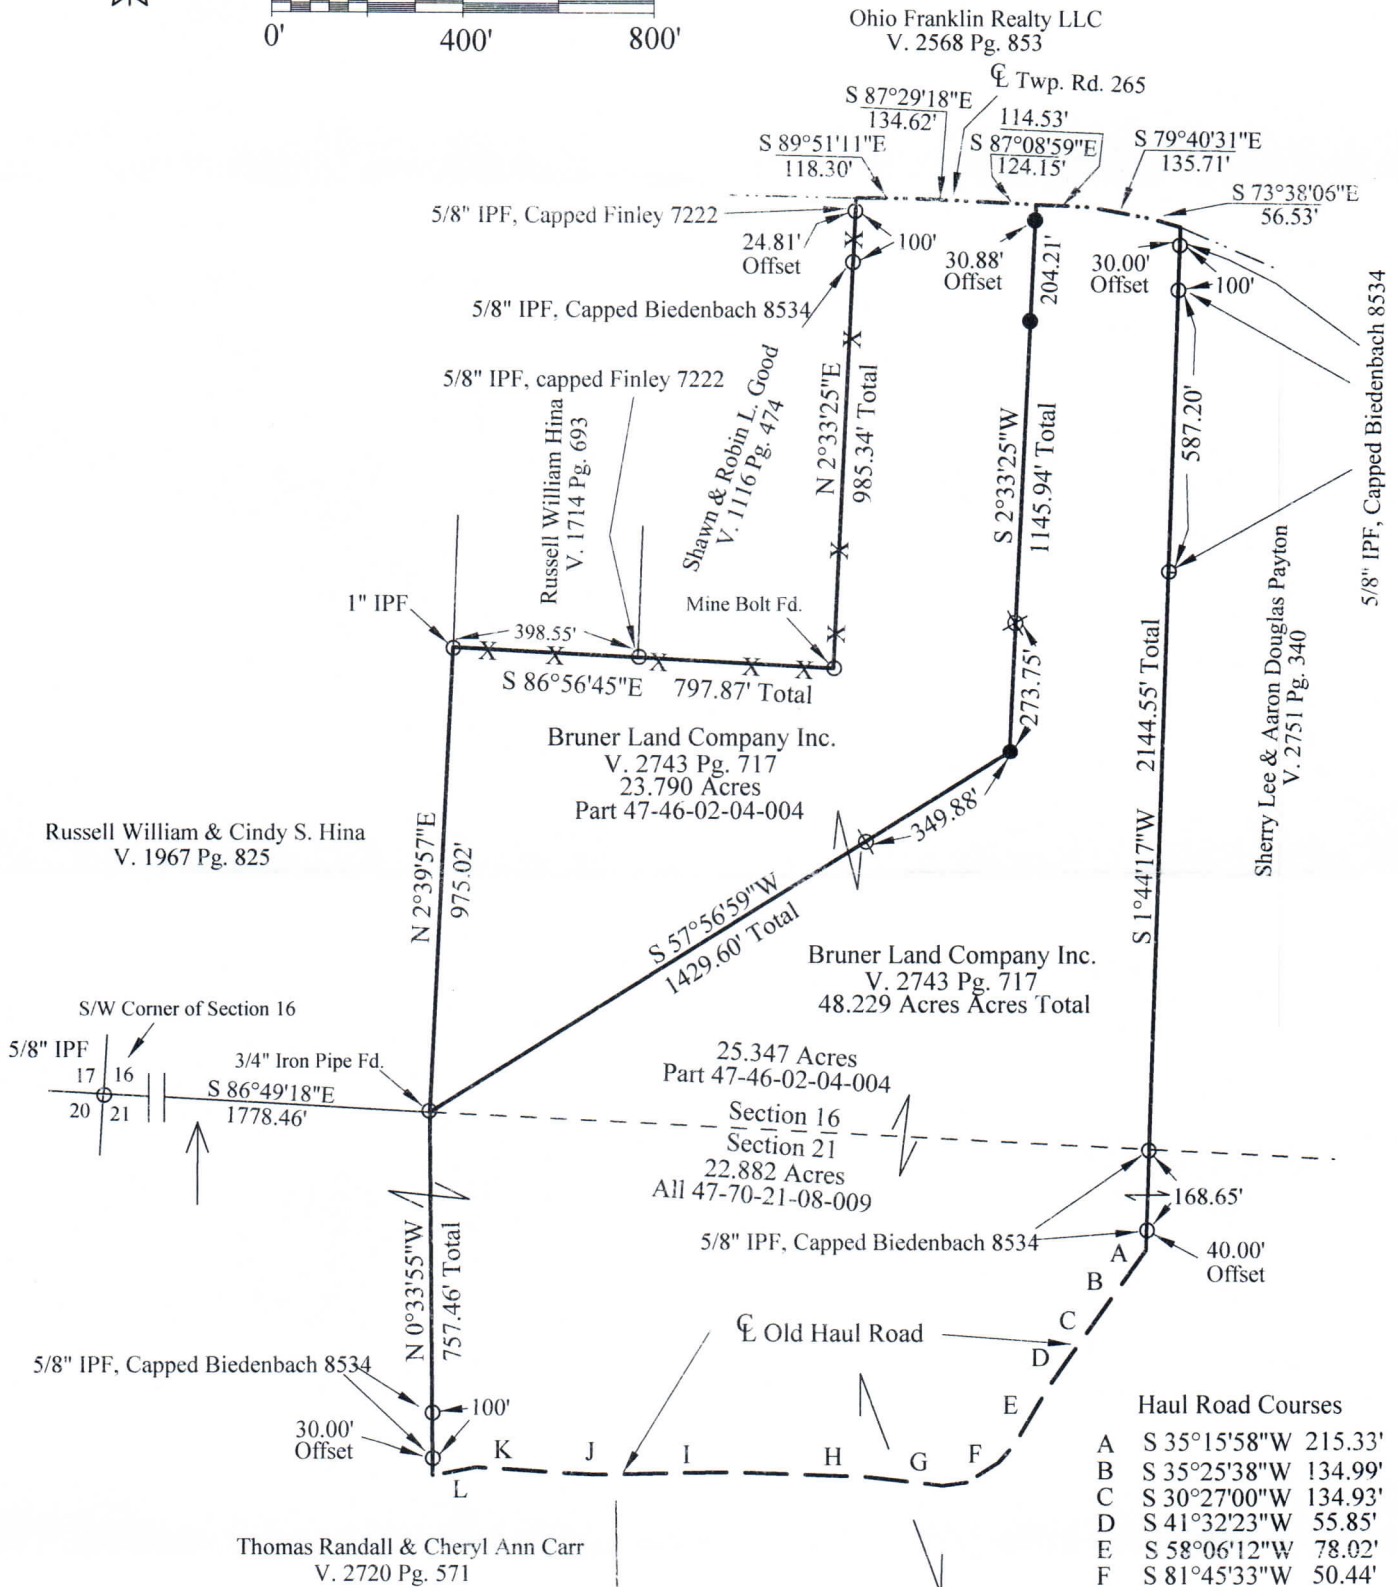 0' 400' 800'
Ohio Franklin Realty LLC
V. 2568 Pg. 853
℄ Twp. Rd. 265
S 87°29'18"E
134.62'
114.53'
S 89°51'11"E
118.30'
S 87°08'59"E
124.15'
S 79°40'31"E
135.71'
S 73°38'06"E
56.53'
5/8" IPF, Capped Finley 7222
24.81'
Offset
100'
30.88'
Offset
204.21'
30.00'
Offset
100'
5/8" IPF, Capped Biedenbach 8534
5/8" IPF, Capped Biedenbach 8534
5/8" IPF, capped Finley 7222
Russell William Hina
V. 1714 Pg. 693
Shawn & Robin L. Good
V. 1116 Pg. 474
N 2°33'25"E
985.34' Total
S 2°33'25"W
1145.94' Total
587.20'
1" IPF
398.55'
Mine Bolt Fd.
S 86°56'45"E 797.87' Total
273.75'
S 1°44'17"W 2144.55' Total
Sherry Lee & Aaron Douglas Payton
V. 2751 Pg. 340
Bruner Land Company Inc.
V. 2743 Pg. 717
23.790 Acres
Part 47-46-02-04-004
349.88'
Russell William & Cindy S. Hina
V. 1967 Pg. 825
N 2°39'57"E
975.02'
S 57°56'59"W
1429.60' Total
Bruner Land Company Inc.
V. 2743 Pg. 717
48.229 Acres Acres Total
S/W Corner of Section 16
5/8" IPF
17 16
20 21
3/4" Iron Pipe Fd.
S 86°49'18"E
1778.46'
25.347 Acres
Part 47-46-02-04-004
Section 16
Section 21
22.882 Acres
All 47-70-21-08-009
168.65'
5/8" IPF, Capped Biedenbach 8534
40.00'
Offset
N 0°33'55"W
757.46' Total
A
B
C
D
E
F
G
H
I
J
K
L
℄ Old Haul Road
5/8" IPF, Capped Biedenbach 8534
100'
30.00'
Offset
Thomas Randall & Cheryl Ann Carr
V. 2720 Pg. 571
Haul Road Courses
A S 35°15'58"W 215.33'
B S 35°25'38"W 134.99'
C S 30°27'00"W 134.93'
D S 41°32'23"W 55.85'
E S 58°06'12"W 78.02'
F S 81°45'33"W 50.44'